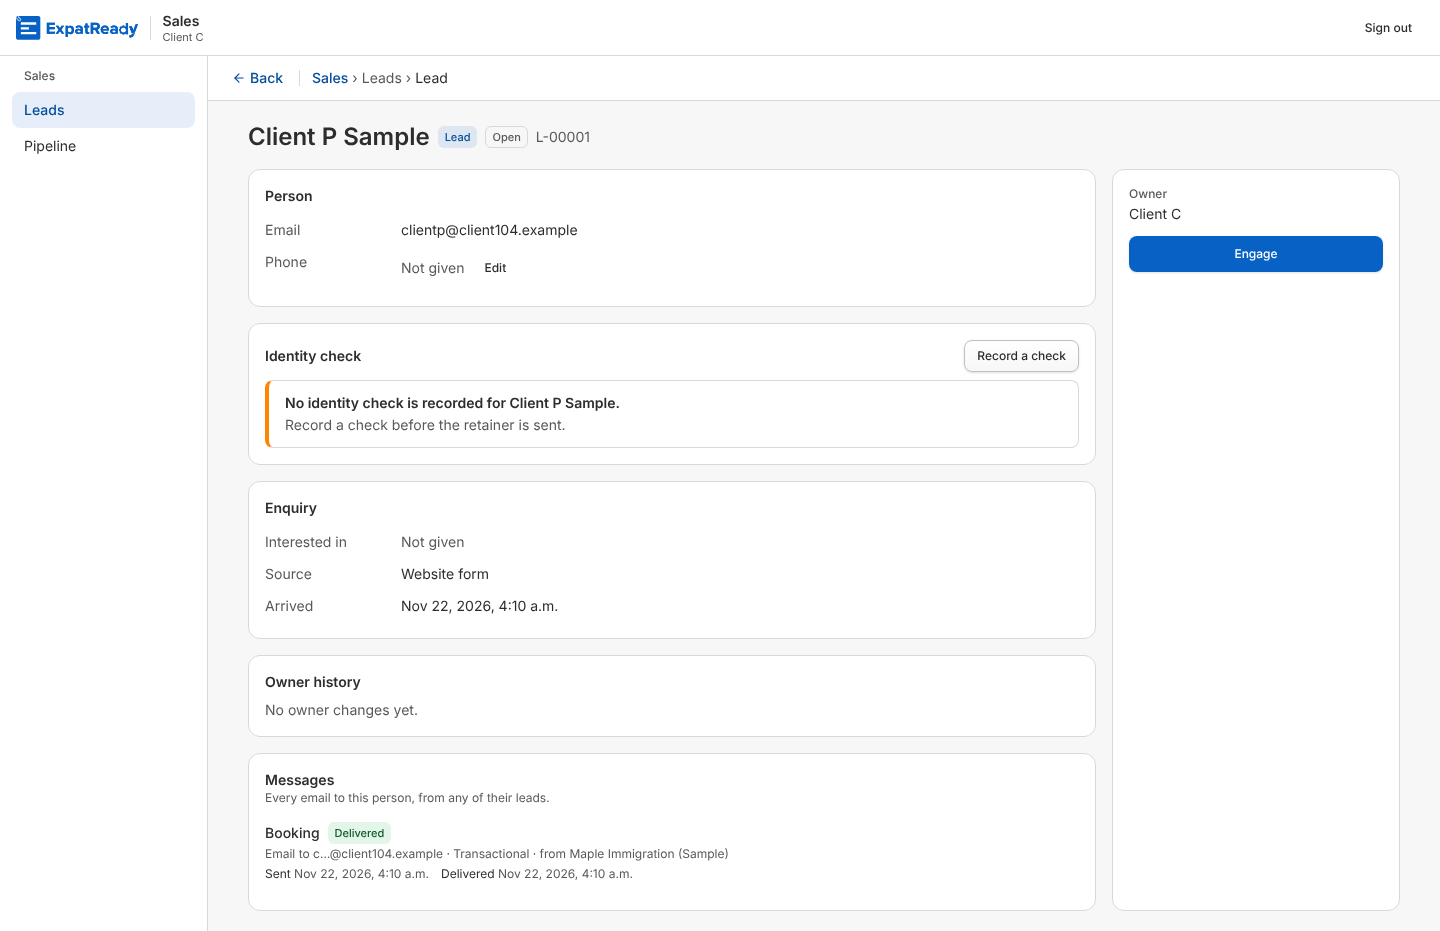 ExpatReady
Sales
Client C
Sign out
Sales
Leads
Pipeline
← Back
Sales › Leads › Lead
Client P Sample Lead Open L-00001
Person
Email clientp@client104.example
Phone Not given Edit
Identity check
Record a check
No identity check is recorded for Client P Sample.
Record a check before the retainer is sent.
Enquiry
Interested in Not given
Source Website form
Arrived Nov 22, 2026, 4:10 a.m.
Owner history
No owner changes yet.
Messages
Every email to this person, from any of their leads.
Booking Delivered
Email to c...@client104.example · Transactional · from Maple Immigration (Sample)
Sent Nov 22, 2026, 4:10 a.m. Delivered Nov 22, 2026, 4:10 a.m.
Owner
Client C
Engage